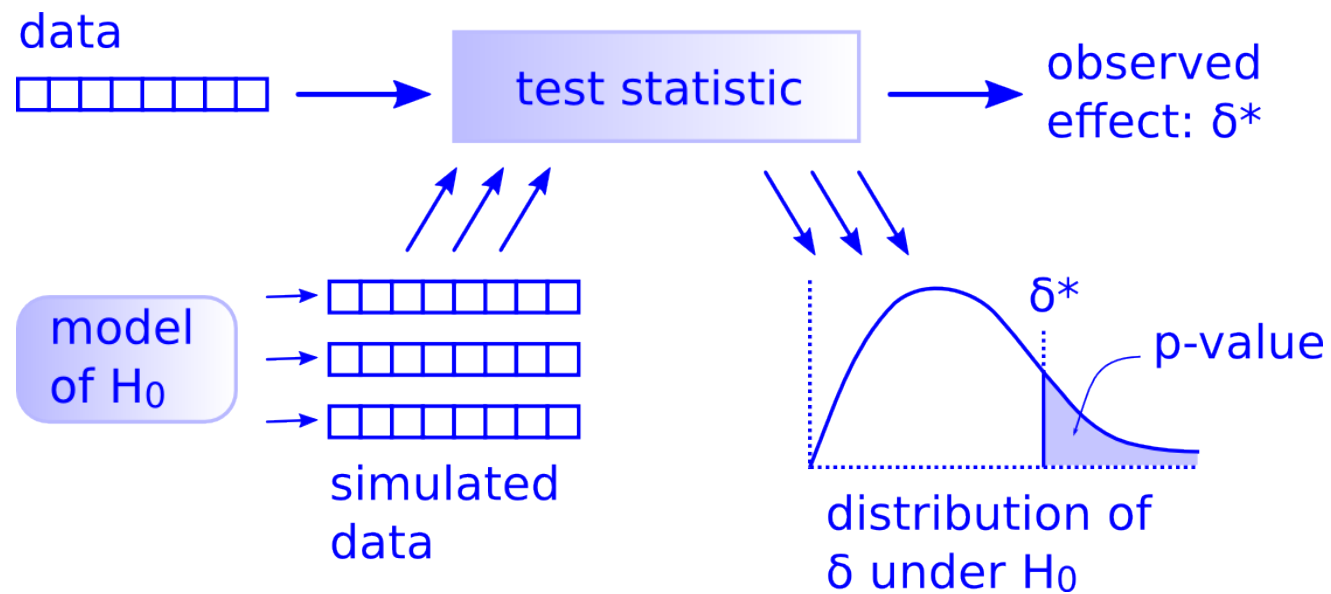 data
test statistic
observed
effect: δ*
model
of H₀
simulated
data
δ*
p-value
distribution of
δ under H₀